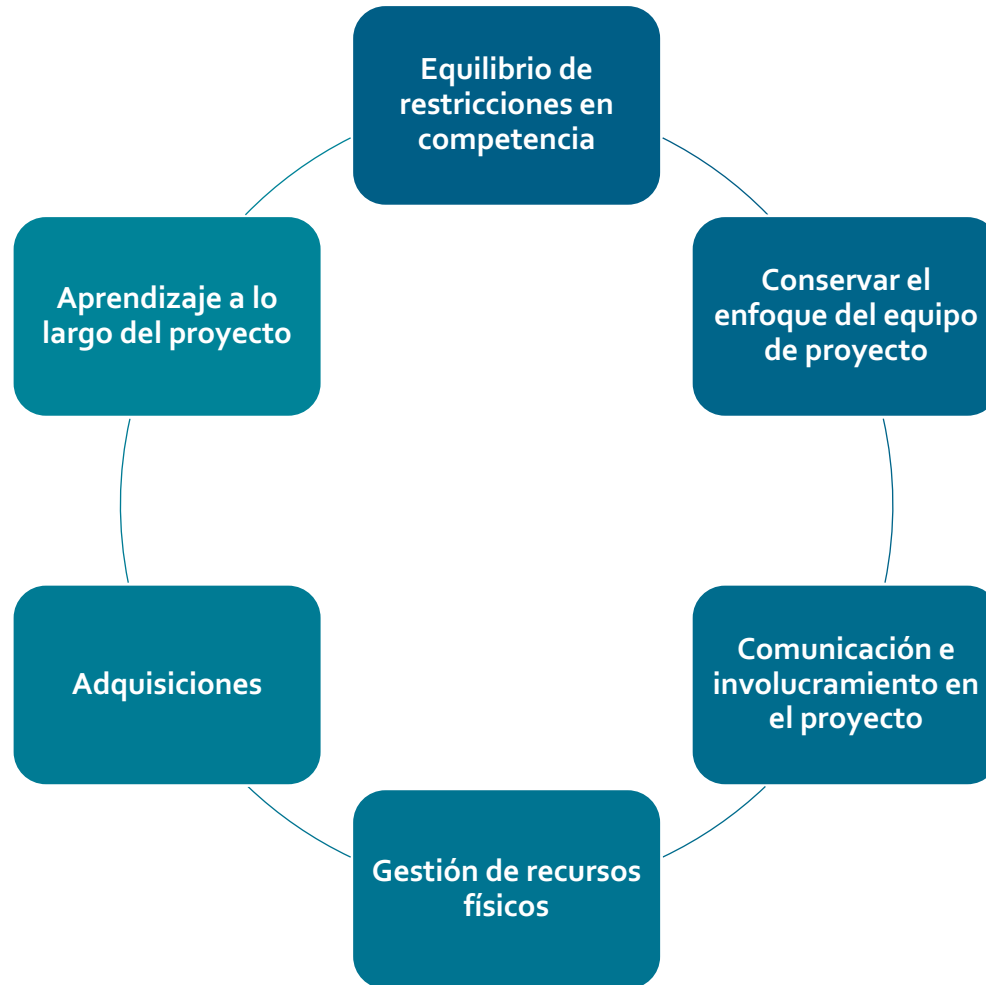 Equilibrio de
restricciones en
competencia
Conservar el
enfoque del equipo
de proyecto
Comunicación e
involucramiento en
el proyecto
Gestión de recursos
físicos
Adquisiciones
Aprendizaje a lo
largo del proyecto